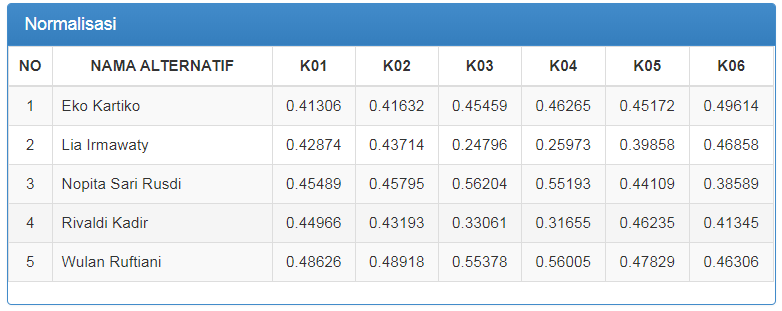 Normalisasi
NO NAMA ALTERNATIF K01 K02 K03 K04 K05 K06
1 Eko Kartiko 0.41306 0.41632 0.45459 0.46265 0.45172 0.49614
2 Lia Irmawaty 0.42874 0.43714 0.24796 0.25973 0.39858 0.46858
3 Nopita Sari Rusdi 0.45489 0.45795 0.56204 0.55193 0.44109 0.38589
4 Rivaldi Kadir 0.44966 0.43193 0.33061 0.31655 0.46235 0.41345
5 Wulan Ruftiani 0.48626 0.48918 0.55378 0.56005 0.47829 0.46306